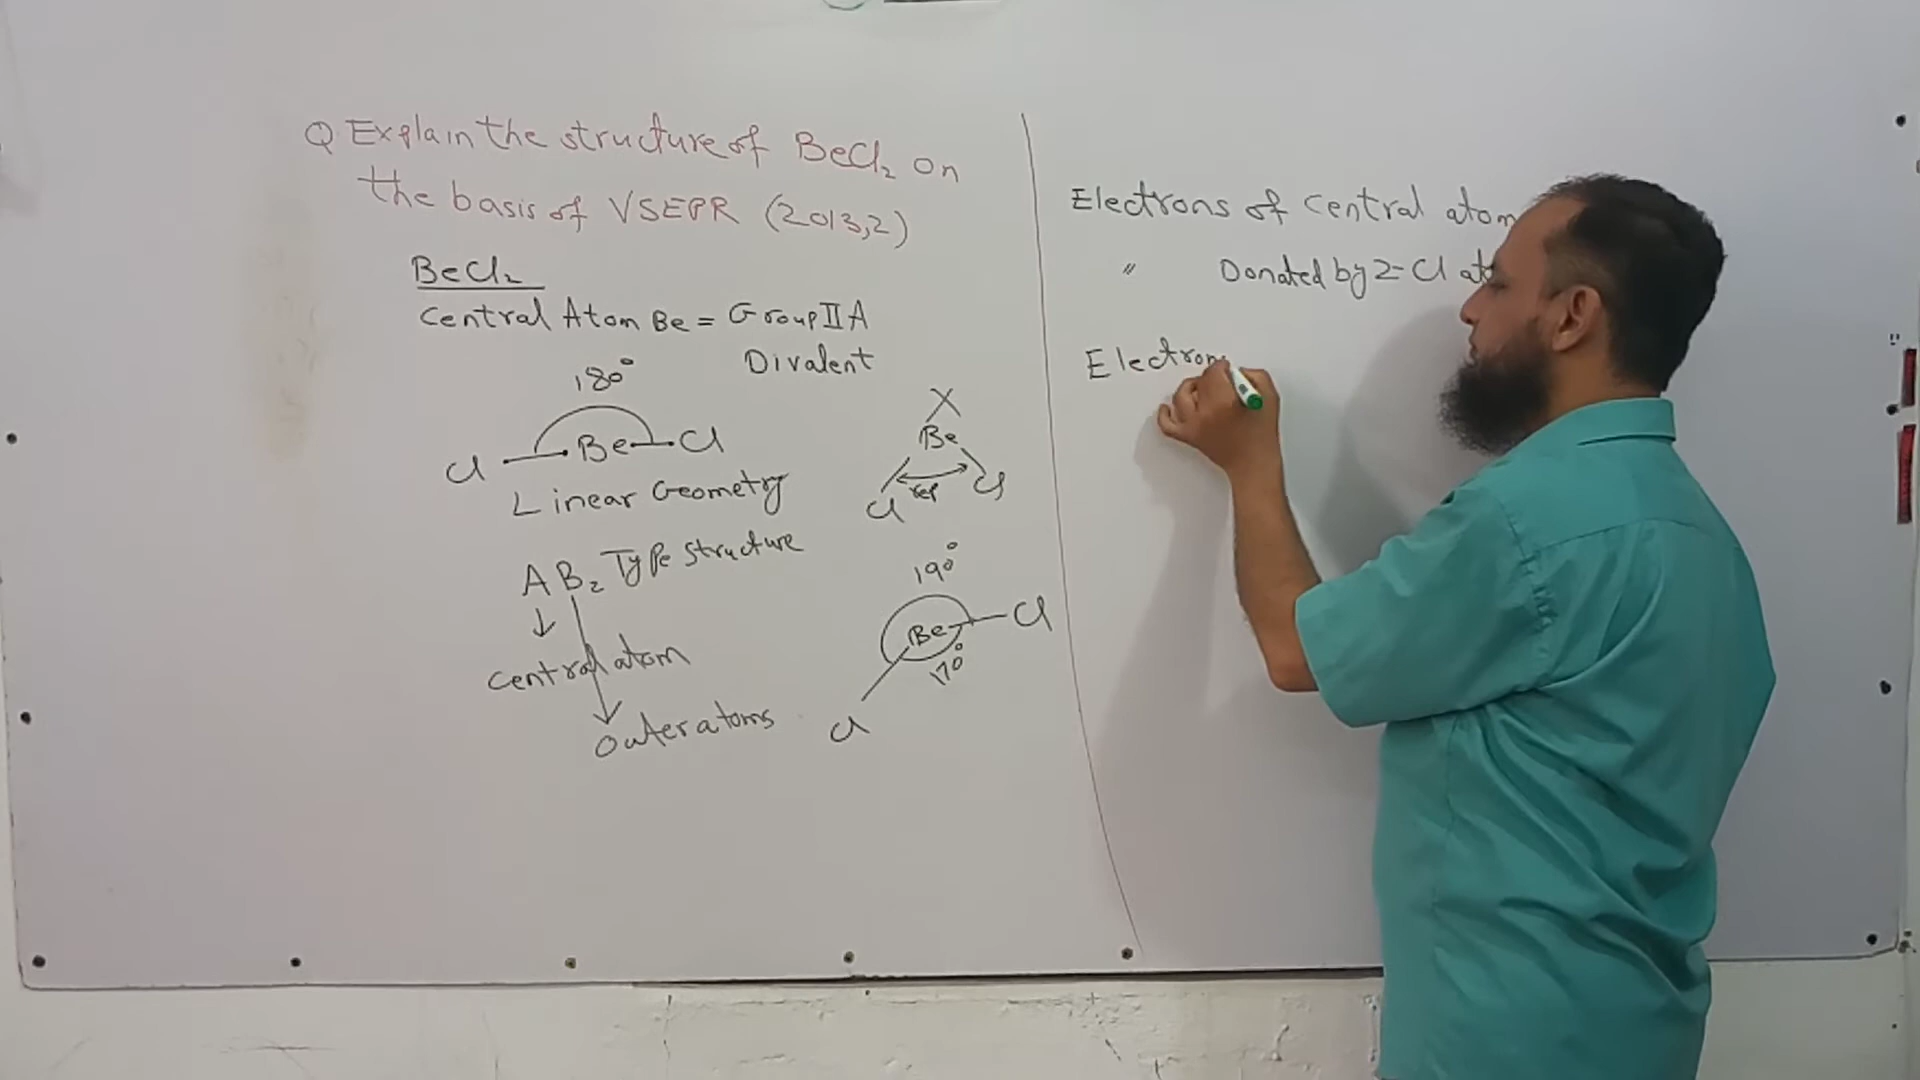 Q Explain the structure of BeCl₂ on
the basis of VSEPR (2013,2)
BeCl₂
Central Atom Be = Group II A
Divalent
180°
Cl Be Cl
Linear Geometry
AB₂ Type structure
central atom
outer atoms
X
Be
Cl rep Cl
190°
Be Cl
170°
Cl
Electrons of central atom
" Donated by 2-Cl
Electron